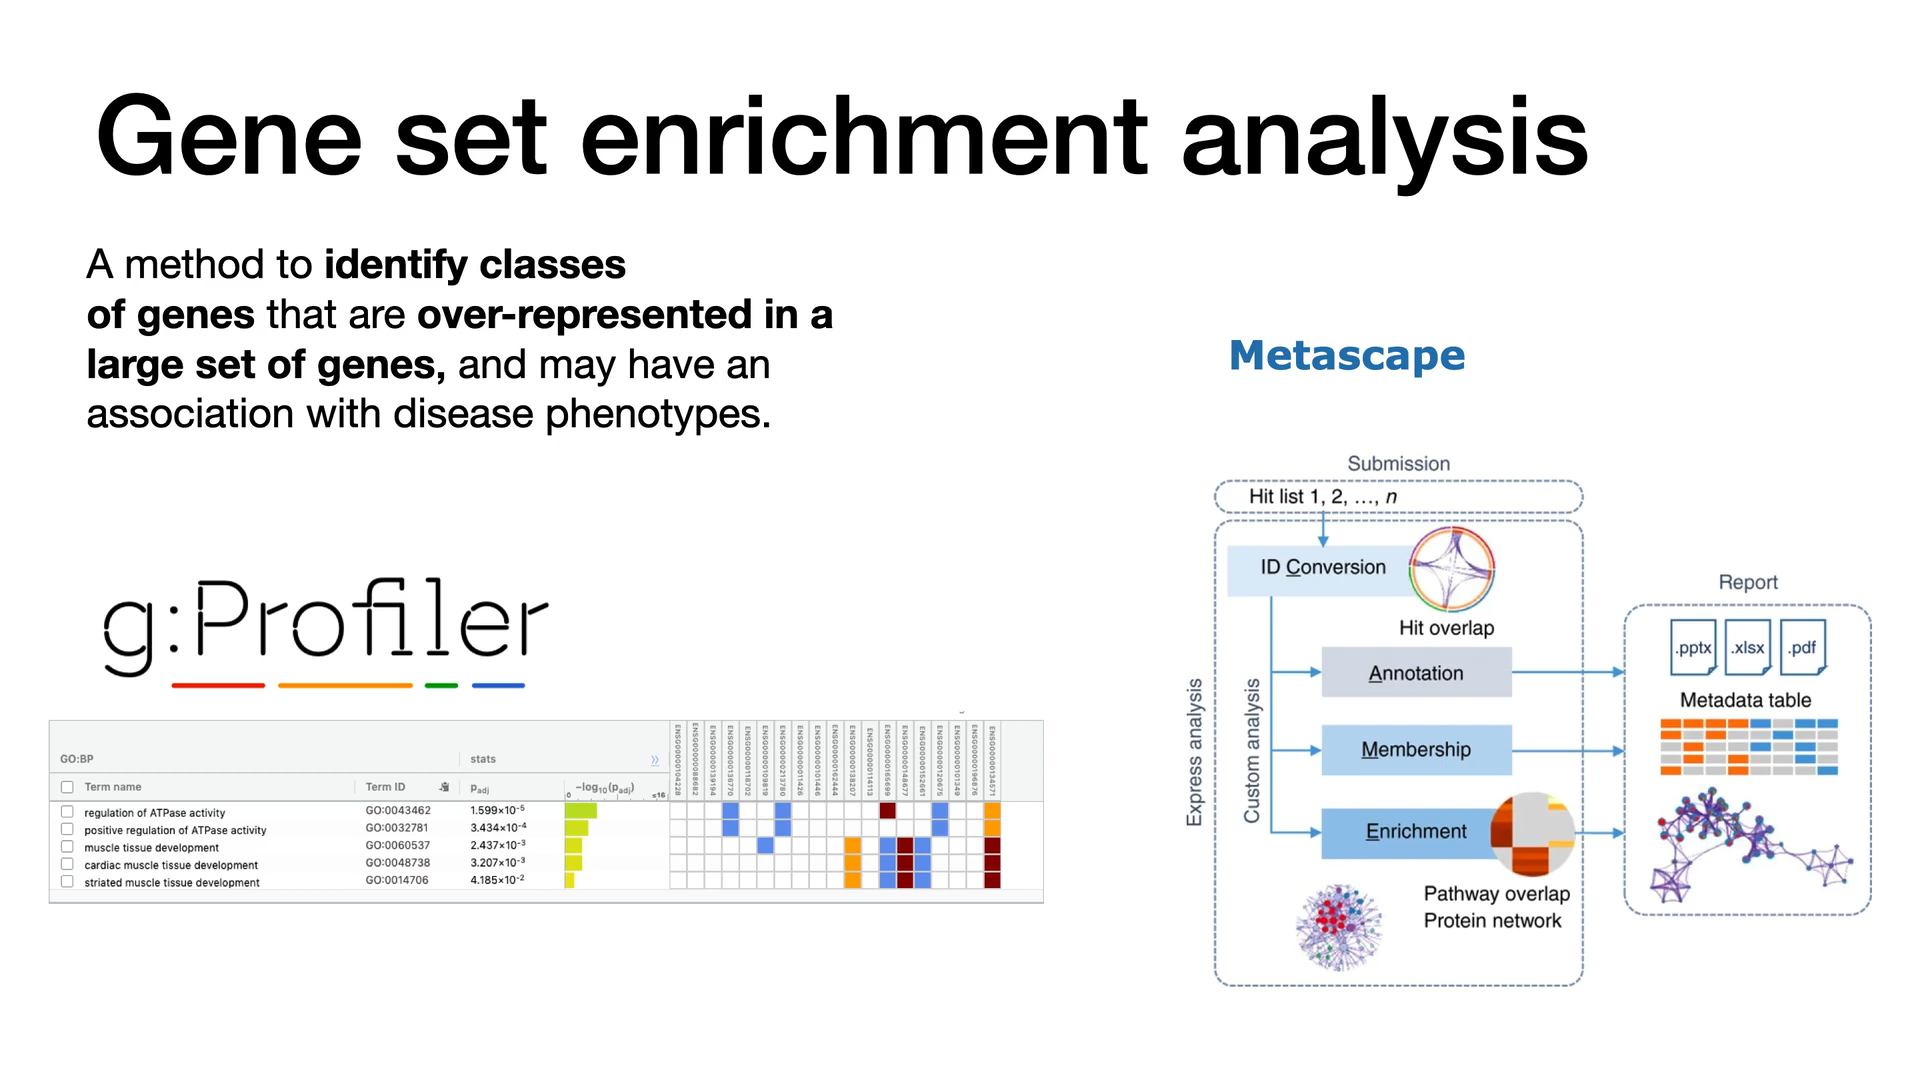 Gene set enrichment analysis
A method to identify classes
of genes that are over-represented in a
large set of genes, and may have an
association with disease phenotypes.
g:Profiler
GO:BP
stats
»
Term name
Term ID
padj
−log10(padj)
0
≤16
regulation of ATPase activity GO:0043462 1.599×10-5
positive regulation of ATPase activity GO:0032781 3.434×10-4
muscle tissue development GO:0060537 2.437×10-3
cardiac muscle tissue development GO:0048738 3.207×10-3
striated muscle tissue development GO:0014706 4.185×10-2
Metascape
Submission
Hit list 1, 2, …, n
ID Conversion
Hit overlap
Annotation
Membership
Enrichment
Pathway overlap
Protein network
Express analysis
Custom analysis
Report
.pptx .xlsx .pdf
Metadata table